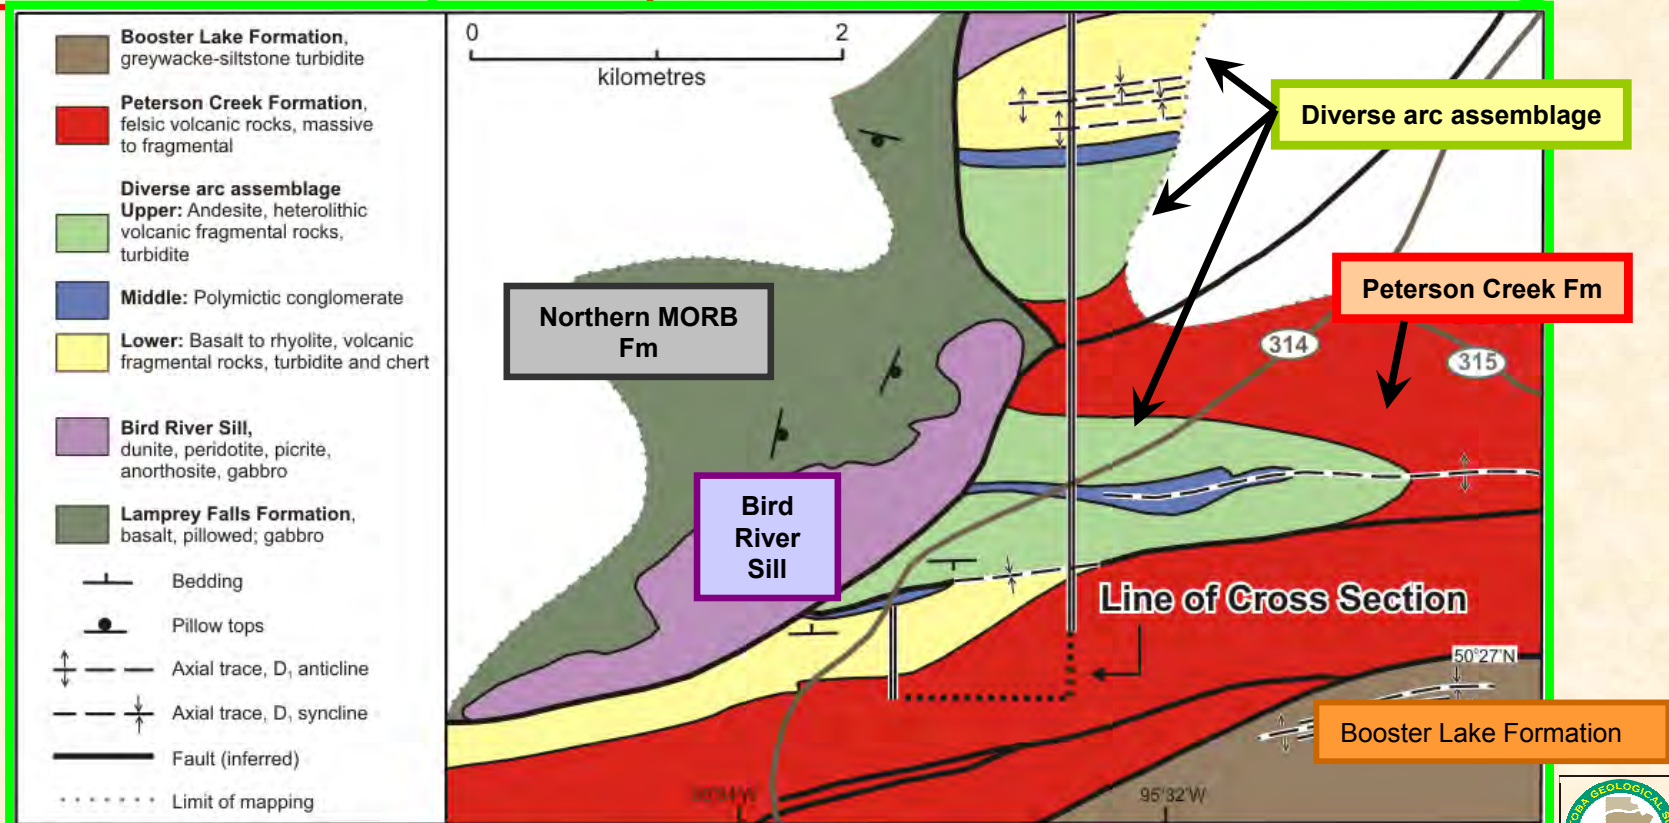 Booster Lake Formation,
greywacke-siltstone turbidite
Peterson Creek Formation,
felsic volcanic rocks, massive
to fragmental
Diverse arc assemblage
Upper: Andesite, heterolithic
volcanic fragmental rocks,
turbidite
Middle: Polymictic conglomerate
Lower: Basalt to rhyolite, volcanic
fragmental rocks, turbidite and chert
Bird River Sill,
dunite, peridotite, picrite,
anorthosite, gabbro
Lamprey Falls Formation,
basalt, pillowed; gabbro
Bedding
Pillow tops
Axial trace, D₁ anticline
Axial trace, D₁ syncline
Fault (inferred)
Limit of mapping
0 2
kilometres
Diverse arc assemblage
Peterson Creek Fm
Northern MORB
Fm
314
315
Bird
River
Sill
Line of Cross Section
50°27'N
Booster Lake Formation
95°32'W
GEOLOGICAL